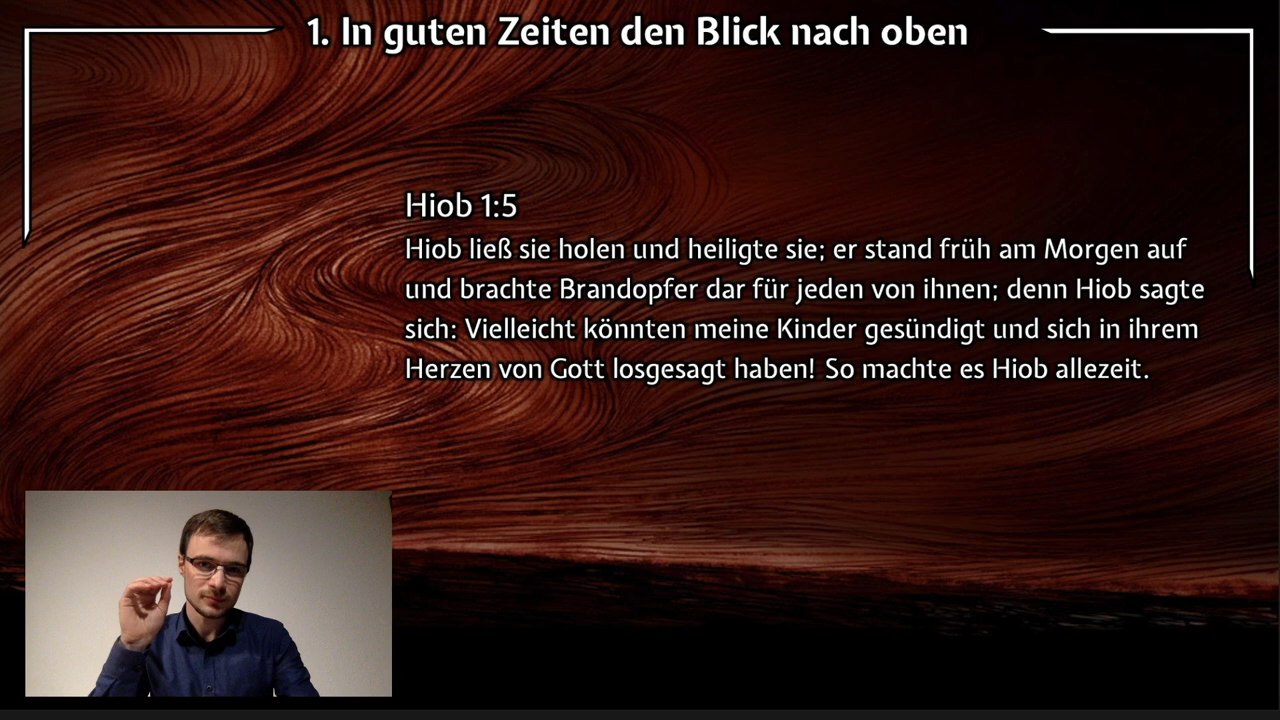 1. In guten Zeiten den Blick nach oben
Hiob 1:5
Hiob ließ sie holen und heiligte sie; er stand früh am Morgen auf
und brachte Brandopfer dar für jeden von ihnen; denn Hiob sagte
sich: Vielleicht könnten meine Kinder gesündigt und sich in ihrem
Herzen von Gott losgesagt haben! So machte es Hiob allezeit.